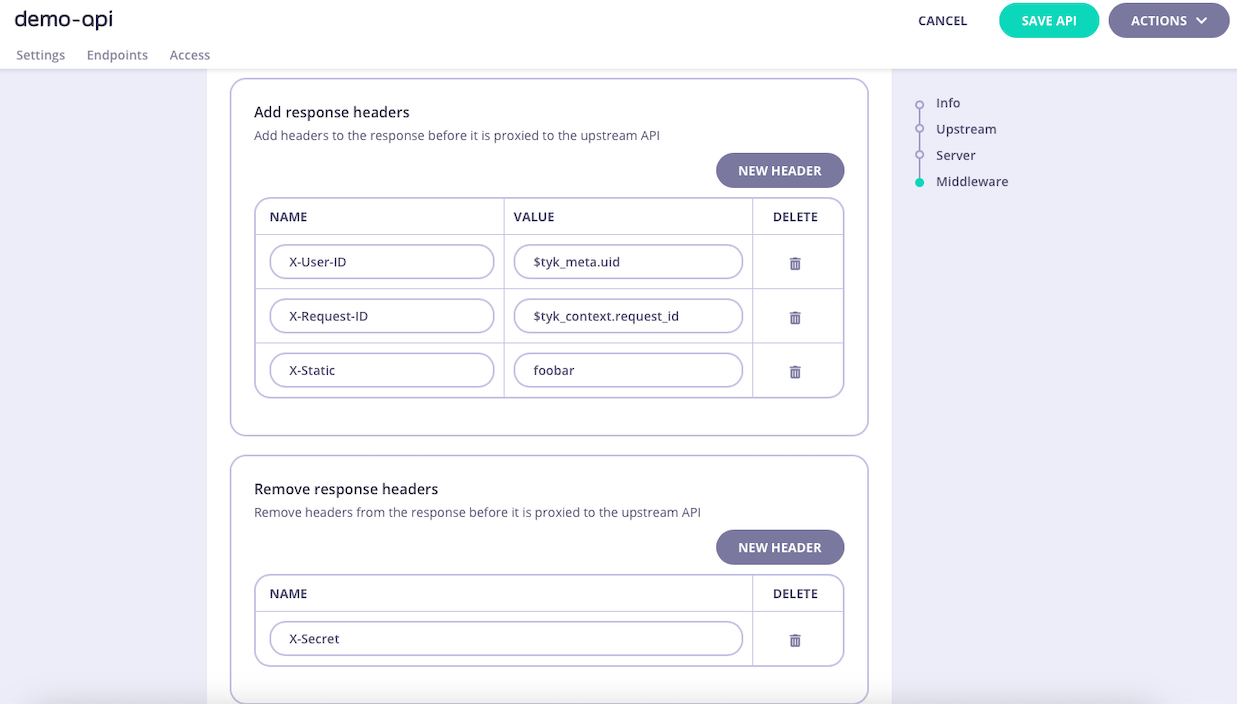 demo-api
CANCEL
SAVE API
ACTIONS
Settings
Endpoints
Access
Add response headers
Add headers to the response before it is proxied to the upstream API
NEW HEADER
NAME VALUE DELETE
X-User-ID $tyk_meta.uid
X-Request-ID $tyk_context.request_id
X-Static foobar
Remove response headers
Remove headers from the response before it is proxied to the upstream API
NEW HEADER
NAME DELETE
X-Secret
Info
Upstream
Server
Middleware